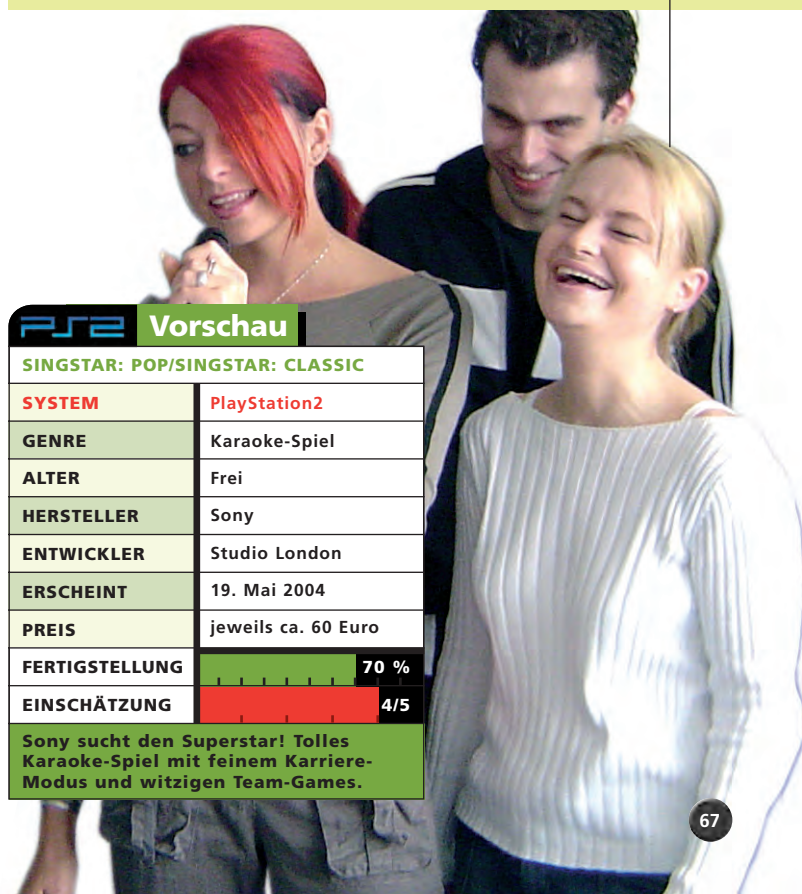 PS2 Vorschau
SINGSTAR: POP/SINGSTAR: CLASSIC
SYSTEM PlayStation2
GENRE Karaoke-Spiel
ALTER Frei
HERSTELLER Sony
ENTWICKLER Studio London
ERSCHEINT 19. Mai 2004
PREIS jeweils ca. 60 Euro
FERTIGSTELLUNG 70 %
EINSCHÄTZUNG 4/5
Sony sucht den Superstar! Tolles
Karaoke-Spiel mit feinem Karriere-
Modus und witzigen Team-Games.
67